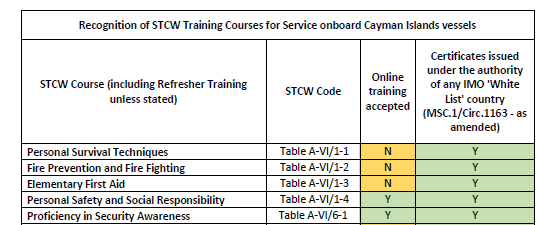 Recognition of STCW Training Courses for Service onboard Cayman Islands vessels
STCW Course (including Refresher Training
unless stated)
STCW Code
Online
training
accepted
Certificates issued
under the authority
of any IMO 'White
List' country
(MSC.1/Circ.1163 - as
amended)
Personal Survival Techniques Table A-VI/1-1 N Y
Fire Prevention and Fire Fighting Table A-VI/1-2 N Y
Elementary First Aid Table A-VI/1-3 N Y
Personal Safety and Social Responsibility Table A-VI/1-4 Y Y
Proficiency in Security Awareness Table A-VI/6-1 Y Y